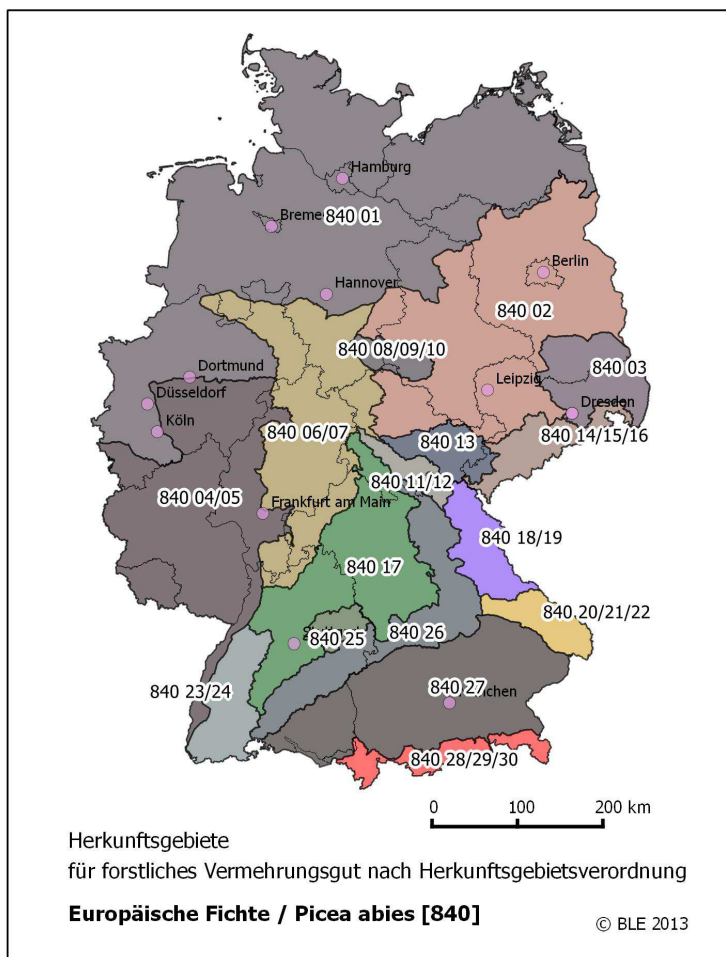 Hamburg
Breme
840 01
Berlin
Hannover
840 02
840 08/09/10
840 03
Dortmund
Leipzig
Düsseldorf
Dresdon
Köln
840 06/07
840 13
840 14/15/16
840 11/12
840 04/05
Frankfurt am Main
840 18/19
840 17
840 20/21/22
840 25
840 26
840 23/24
840 27
nchen
840 28/29/30
0 100 200 km
Herkunftsgebiete
für forstliches Vermehrungsgut nach Herkunftsgebietsverordnung
Europäische Fichte / Picea abies [840]
© BLE 2013